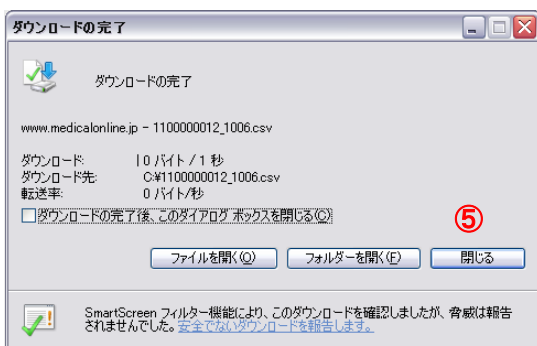 ダウンロードの完了
ダウンロードの完了
www.medicalonline.jp - 1100000012_1006.csv
ダウンロード: 10 バイト / 1 秒
ダウンロード先: C:¥1100000012_1006.csv
転送率: 0 バイト/秒
ダウンロードの完了後、このダイアログ ボックスを閉じる(C)
⑤
ファイルを開く(O) フォルダーを開く(F) 閉じる
SmartScreen フィルター機能により、このダウンロードを確認しましたが、脅威は報告
されませんでした。安全でないダウンロードを報告します。